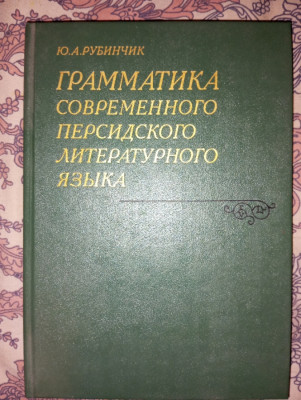 Ю.А.РУБИНЧИК
ГРАММАТИКА
СОВРЕМЕННОГО
ПЕРСИДСКОГО
ЛИТЕРАТУРНОГО
ЯЗЫКА